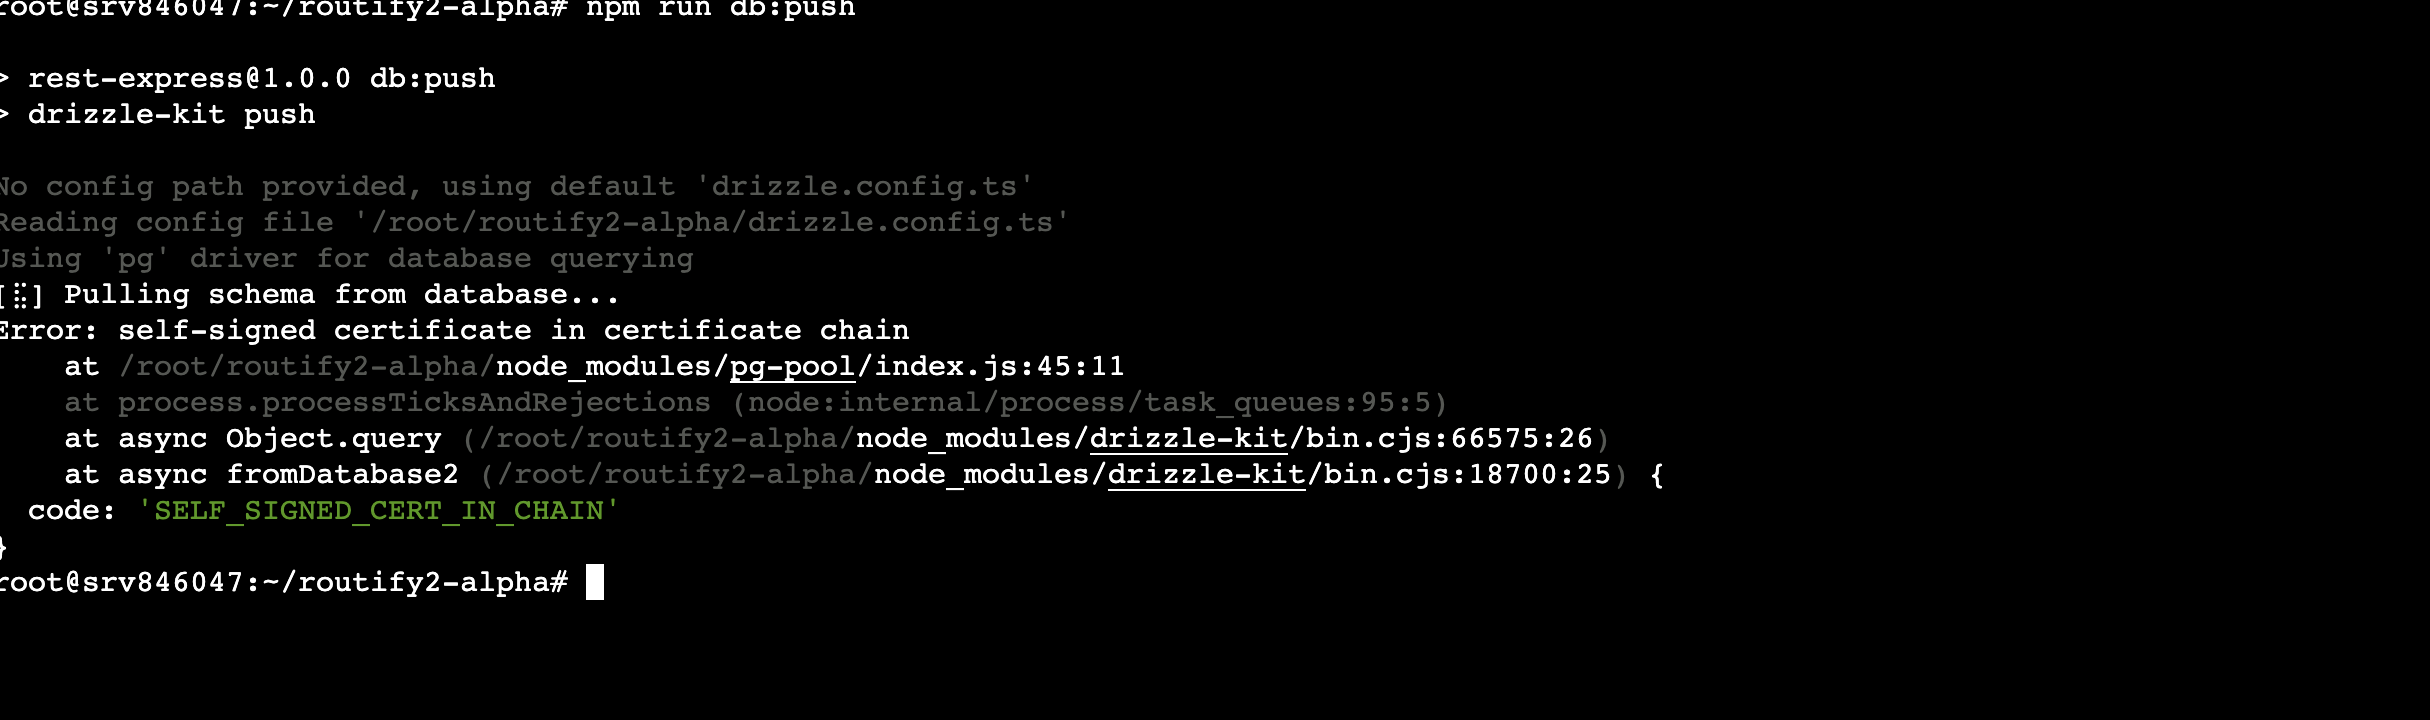 root@srv846047:~/routify2-alpha# npm run db:push
> rest-express@1.0.0 db:push
> drizzle-kit push
No config path provided, using default 'drizzle.config.ts'
Reading config file '/root/routify2-alpha/drizzle.config.ts'
Using 'pg' driver for database querying
[⣯] Pulling schema from database...
Error: self-signed certificate in certificate chain
    at /root/routify2-alpha/node_modules/pg-pool/index.js:45:11
    at process.processTicksAndRejections (node:internal/process/task_queues:95:5)
    at async Object.query (/root/routify2-alpha/node_modules/drizzle-kit/bin.cjs:66575:26)
    at async fromDatabase2 (/root/routify2-alpha/node_modules/drizzle-kit/bin.cjs:18700:25) {
  code: 'SELF_SIGNED_CERT_IN_CHAIN'
}
root@srv846047:~/routify2-alpha#